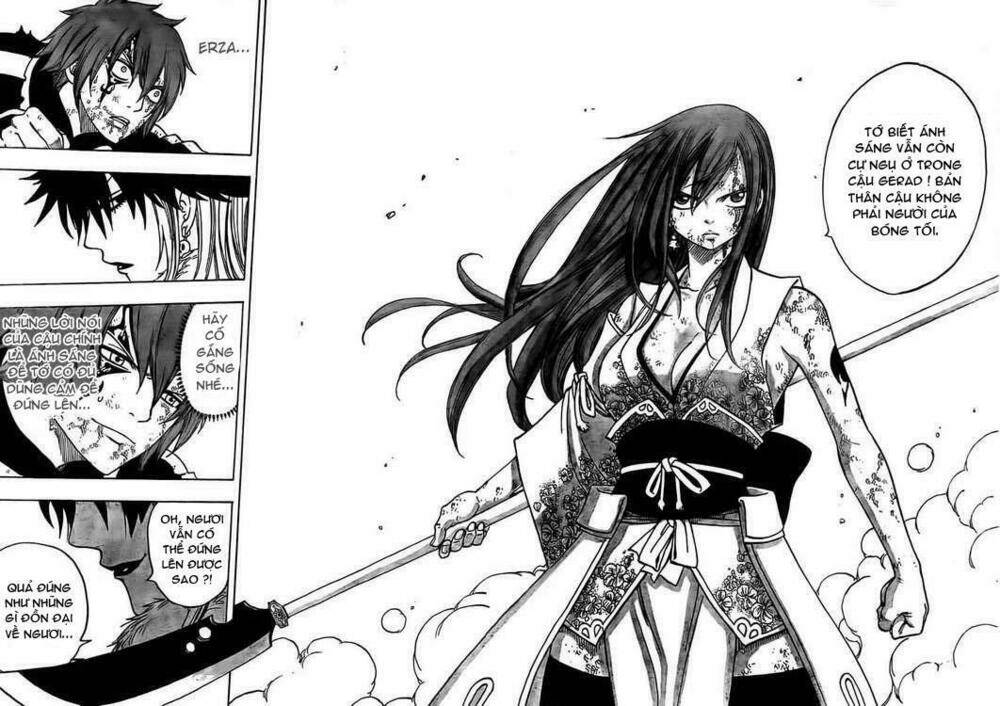 ERZA...
NHỮNG LỜI NÓI
CỦA CẬU CHÍNH
LÀ ÁNH SÁNG
ĐỂ TỚ CÓ ĐỦ
DŨNG CẢM ĐỂ
ĐỨNG LÊN...
HÃY
CỐ
GẮNG
SỐNG
NHÉ...
OH, NGƯƠI
VẪN CÓ
THỂ ĐỨNG
LÊN ĐƯỢC
SAO ?!
QUẢ ĐÚNG
NHƯ NHỮNG
GÌ ĐỒN ĐẠI
VỀ NGƯƠI...
TỚ BIẾT ÁNH
SÁNG VẪN CÒN
CƯ NGỤ Ở TRONG
CẬU GERAD ! BẢN
THÂN CẬU KHÔNG
PHẢI NGƯỜI CỦA
BÓNG TỐI.